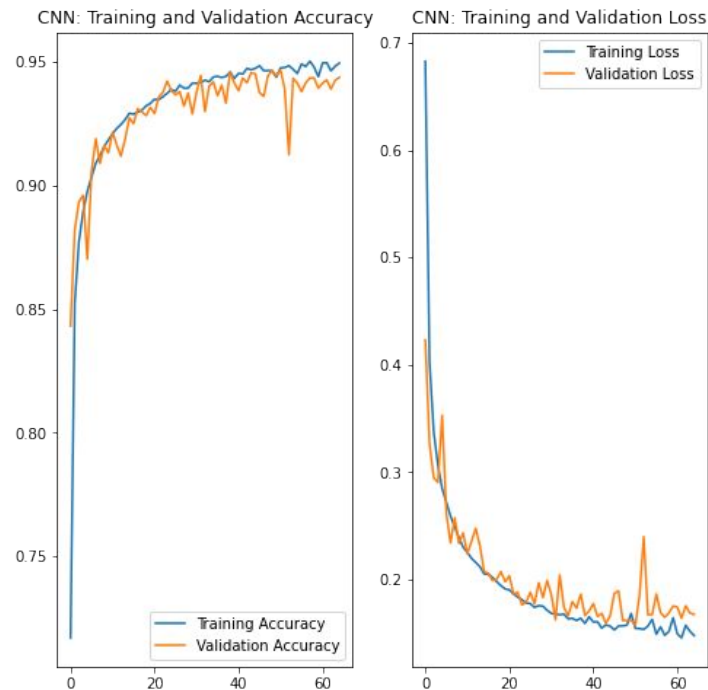 CNN: Training and Validation Accuracy
0.95
0.90
0.85
0.80
0.75
Training Accuracy
Validation Accuracy
0 20 40 60
CNN: Training and Validation Loss
0.7
0.6
0.5
0.4
0.3
0.2
Training Loss
Validation Loss
0 20 40 60